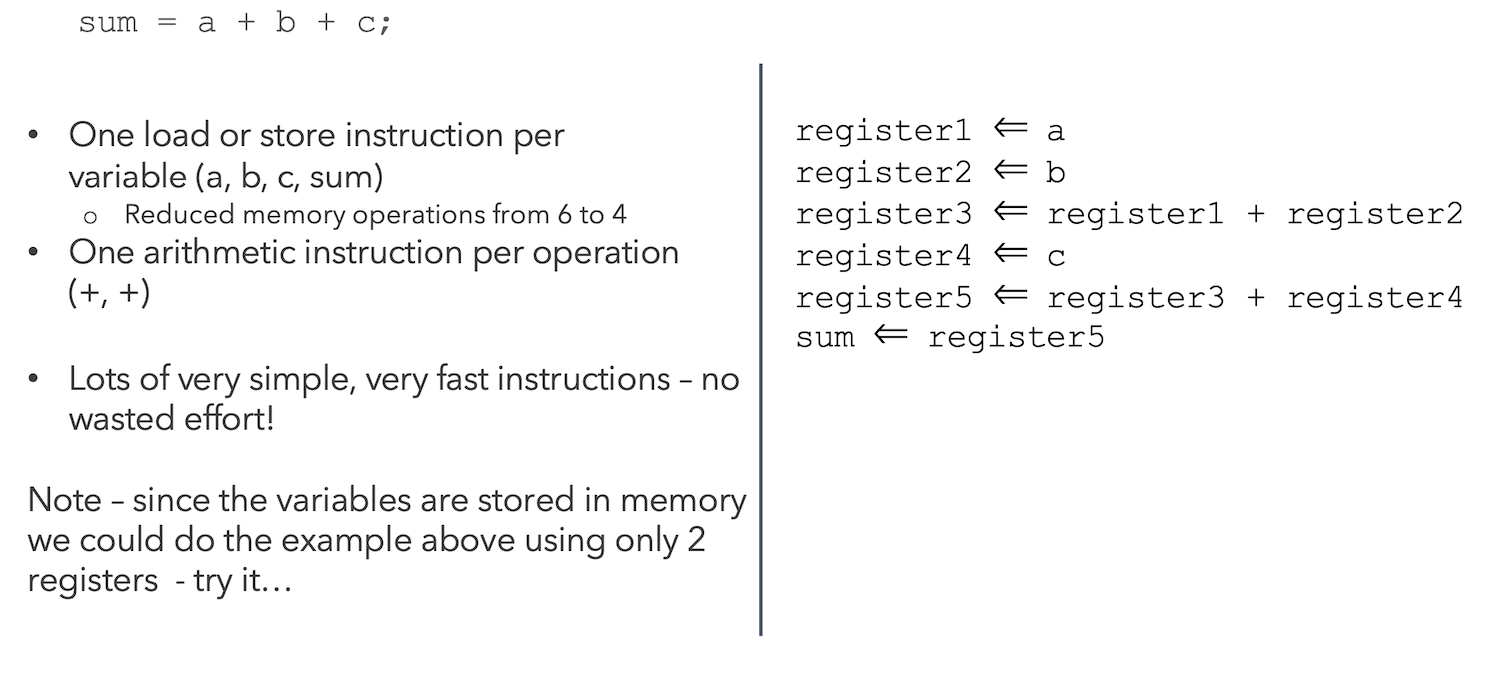 sum = a + b + c;
• One load or store instruction per
variable (a, b, c, sum)
o Reduced memory operations from 6 to 4
• One arithmetic instruction per operation
(+, +)
• Lots of very simple, very fast instructions – no
wasted effort!
Note – since the variables are stored in memory
we could do the example above using only 2
registers - try it…
register1 ⇐ a
register2 ⇐ b
register3 ⇐ register1 + register2
register4 ⇐ c
register5 ⇐ register3 + register4
sum ⇐ register5